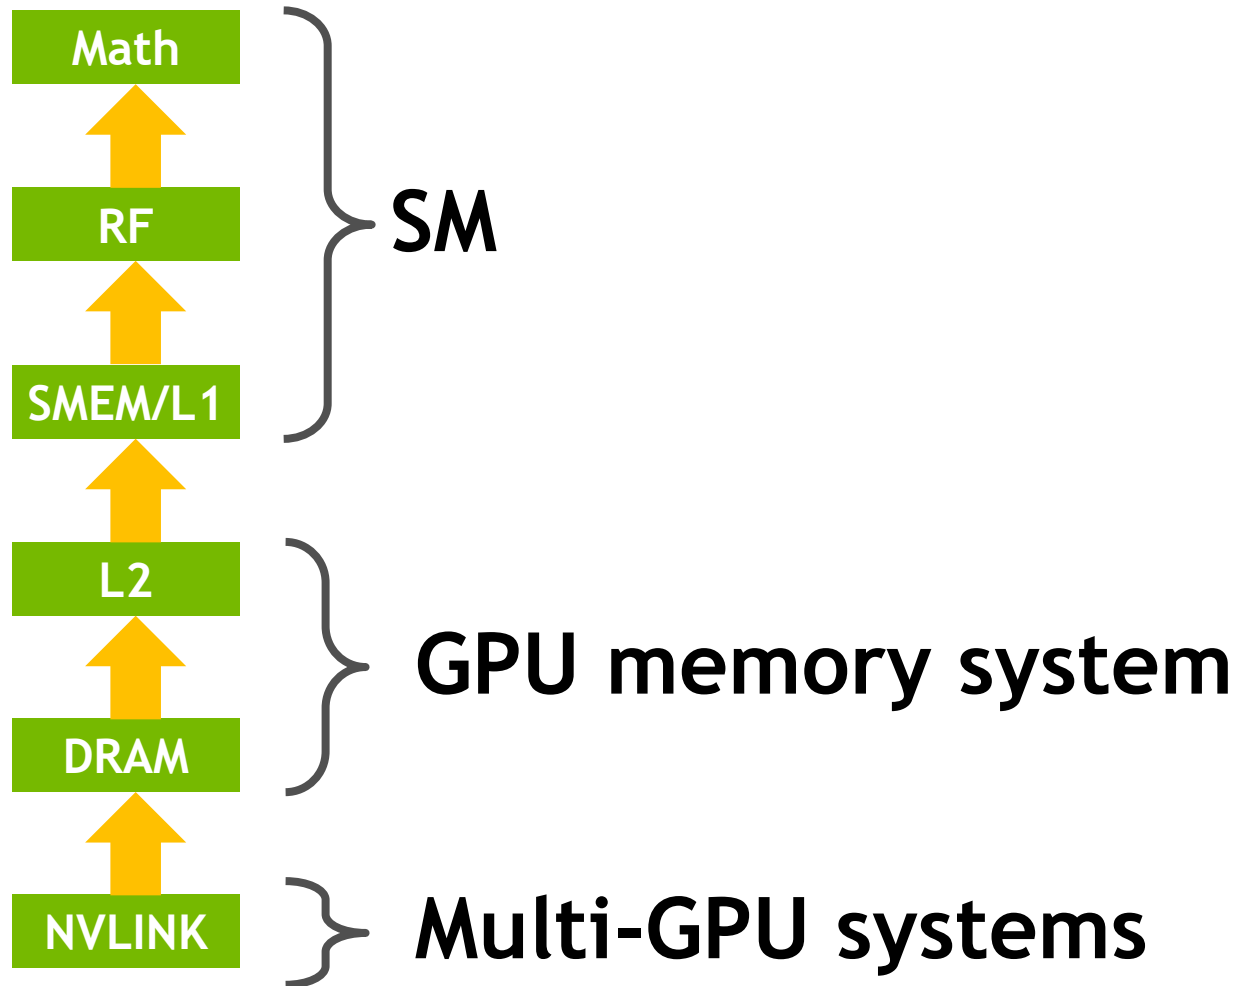 Math
RF
SM
SMEM/L1
L2
GPU memory system
DRAM
NVLINK
Multi-GPU systems